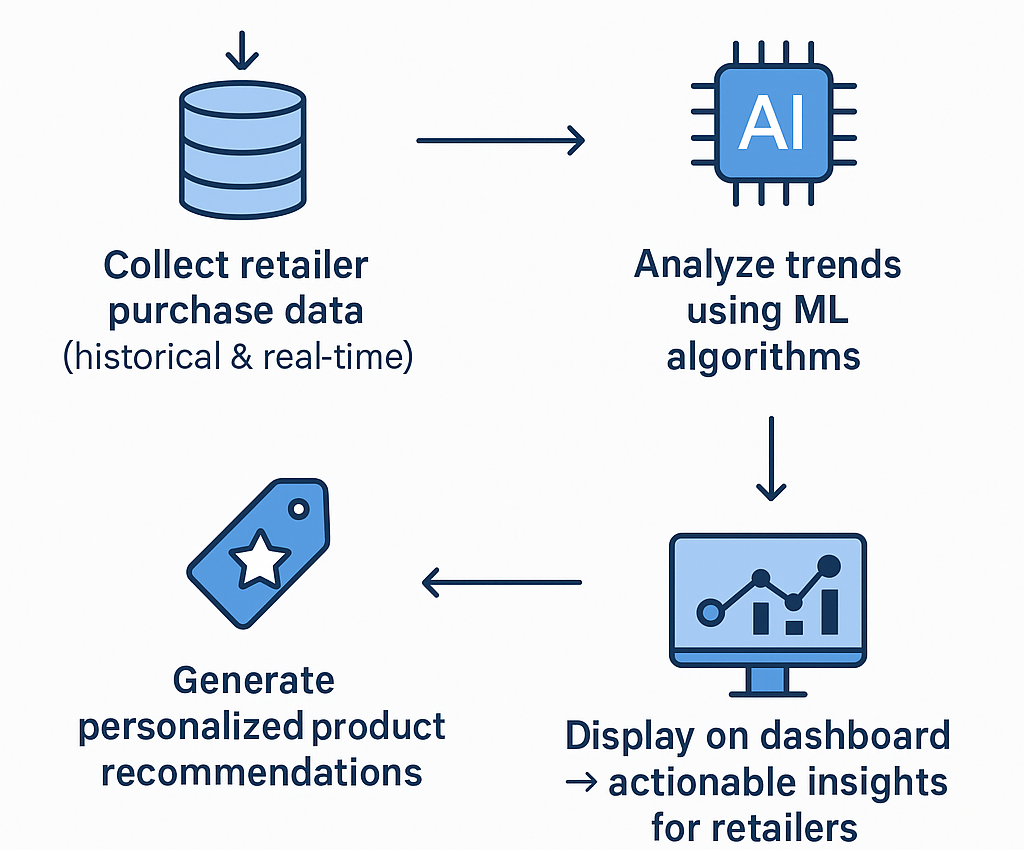 AI
Collect retailer
purchase data
(historical & real-time)
Analyze trends
using ML
algorithms
Display on dashboard
→ actionable insights
for retailers
Generate
personalized product
recommendations